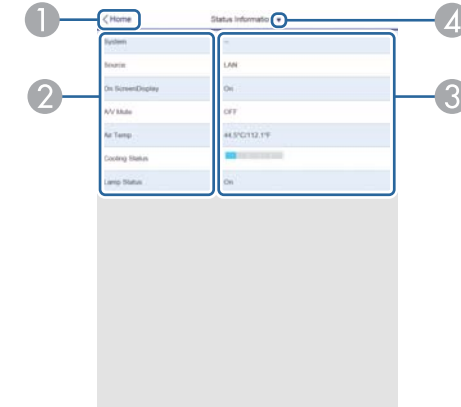 1
Home
Status Informatio
4
System
--
Source
LAN
2
On ScreenDisplay
On
3
A/V Mute
OFF
Air Temp
44.5°C/112.1°F
Cooling Status
Lamp Status
On